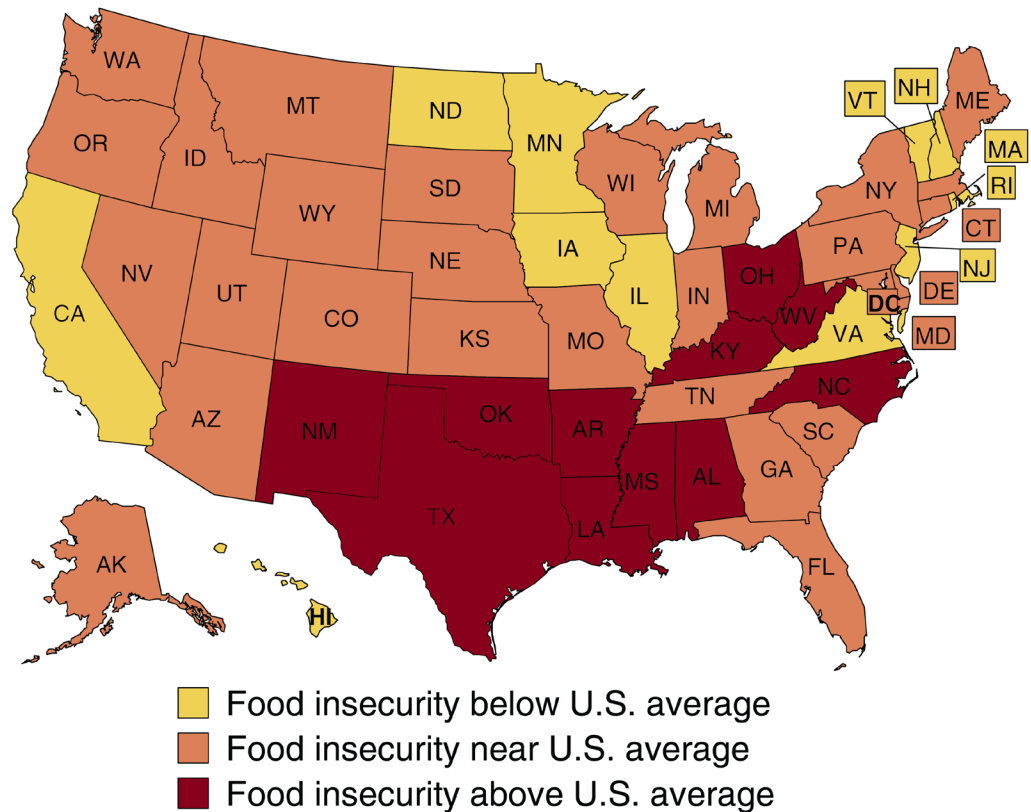 WA
MT
ND
MN
VT
NH
ME
OR
ID
SD
WI
MI
NY
MA
RI
WY
CT
NV
UT
NE
IA
PA
NJ
CA
CO
IL
IN
OH
DE
DC
KS
MO
WV
VA
MD
KY
AZ
NM
OK
AR
TN
NC
SC
TX
MS
AL
GA
LA
AK
FL
HI
Food insecurity below U.S. average
Food insecurity near U.S. average
Food insecurity above U.S. average